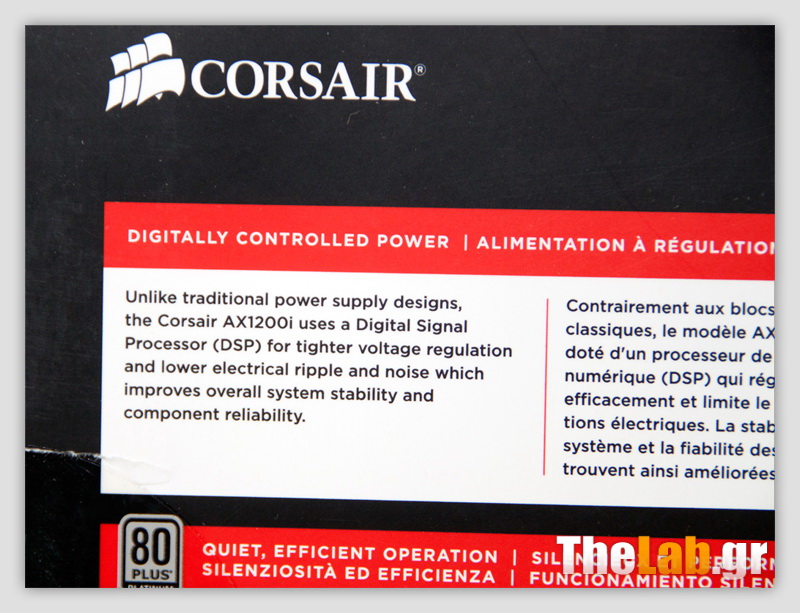 CORSAIR®
DIGITALLY CONTROLLED POWER | ALIMENTATION À RÉGULATION
Unlike traditional power supply designs,
the Corsair AX1200i uses a Digital Signal
Processor (DSP) for tighter voltage regulation
and lower electrical ripple and noise which
improves overall system stability and
component reliability.
Contrairement aux blocs
classiques, le modèle AX
doté d'un processeur de
numérique (DSP) qui rég
efficacement et limite le
tions électriques. La stab
système et la fiabilité des
trouvent ainsi améliorées
80
PLUS®
PLATINUM
QUIET, EFFICIENT OPERATION | SIL
SILENZIOSITÀ ED EFFICIENZA | FUNCIONAMIENTO SILEN
TheLab.gr